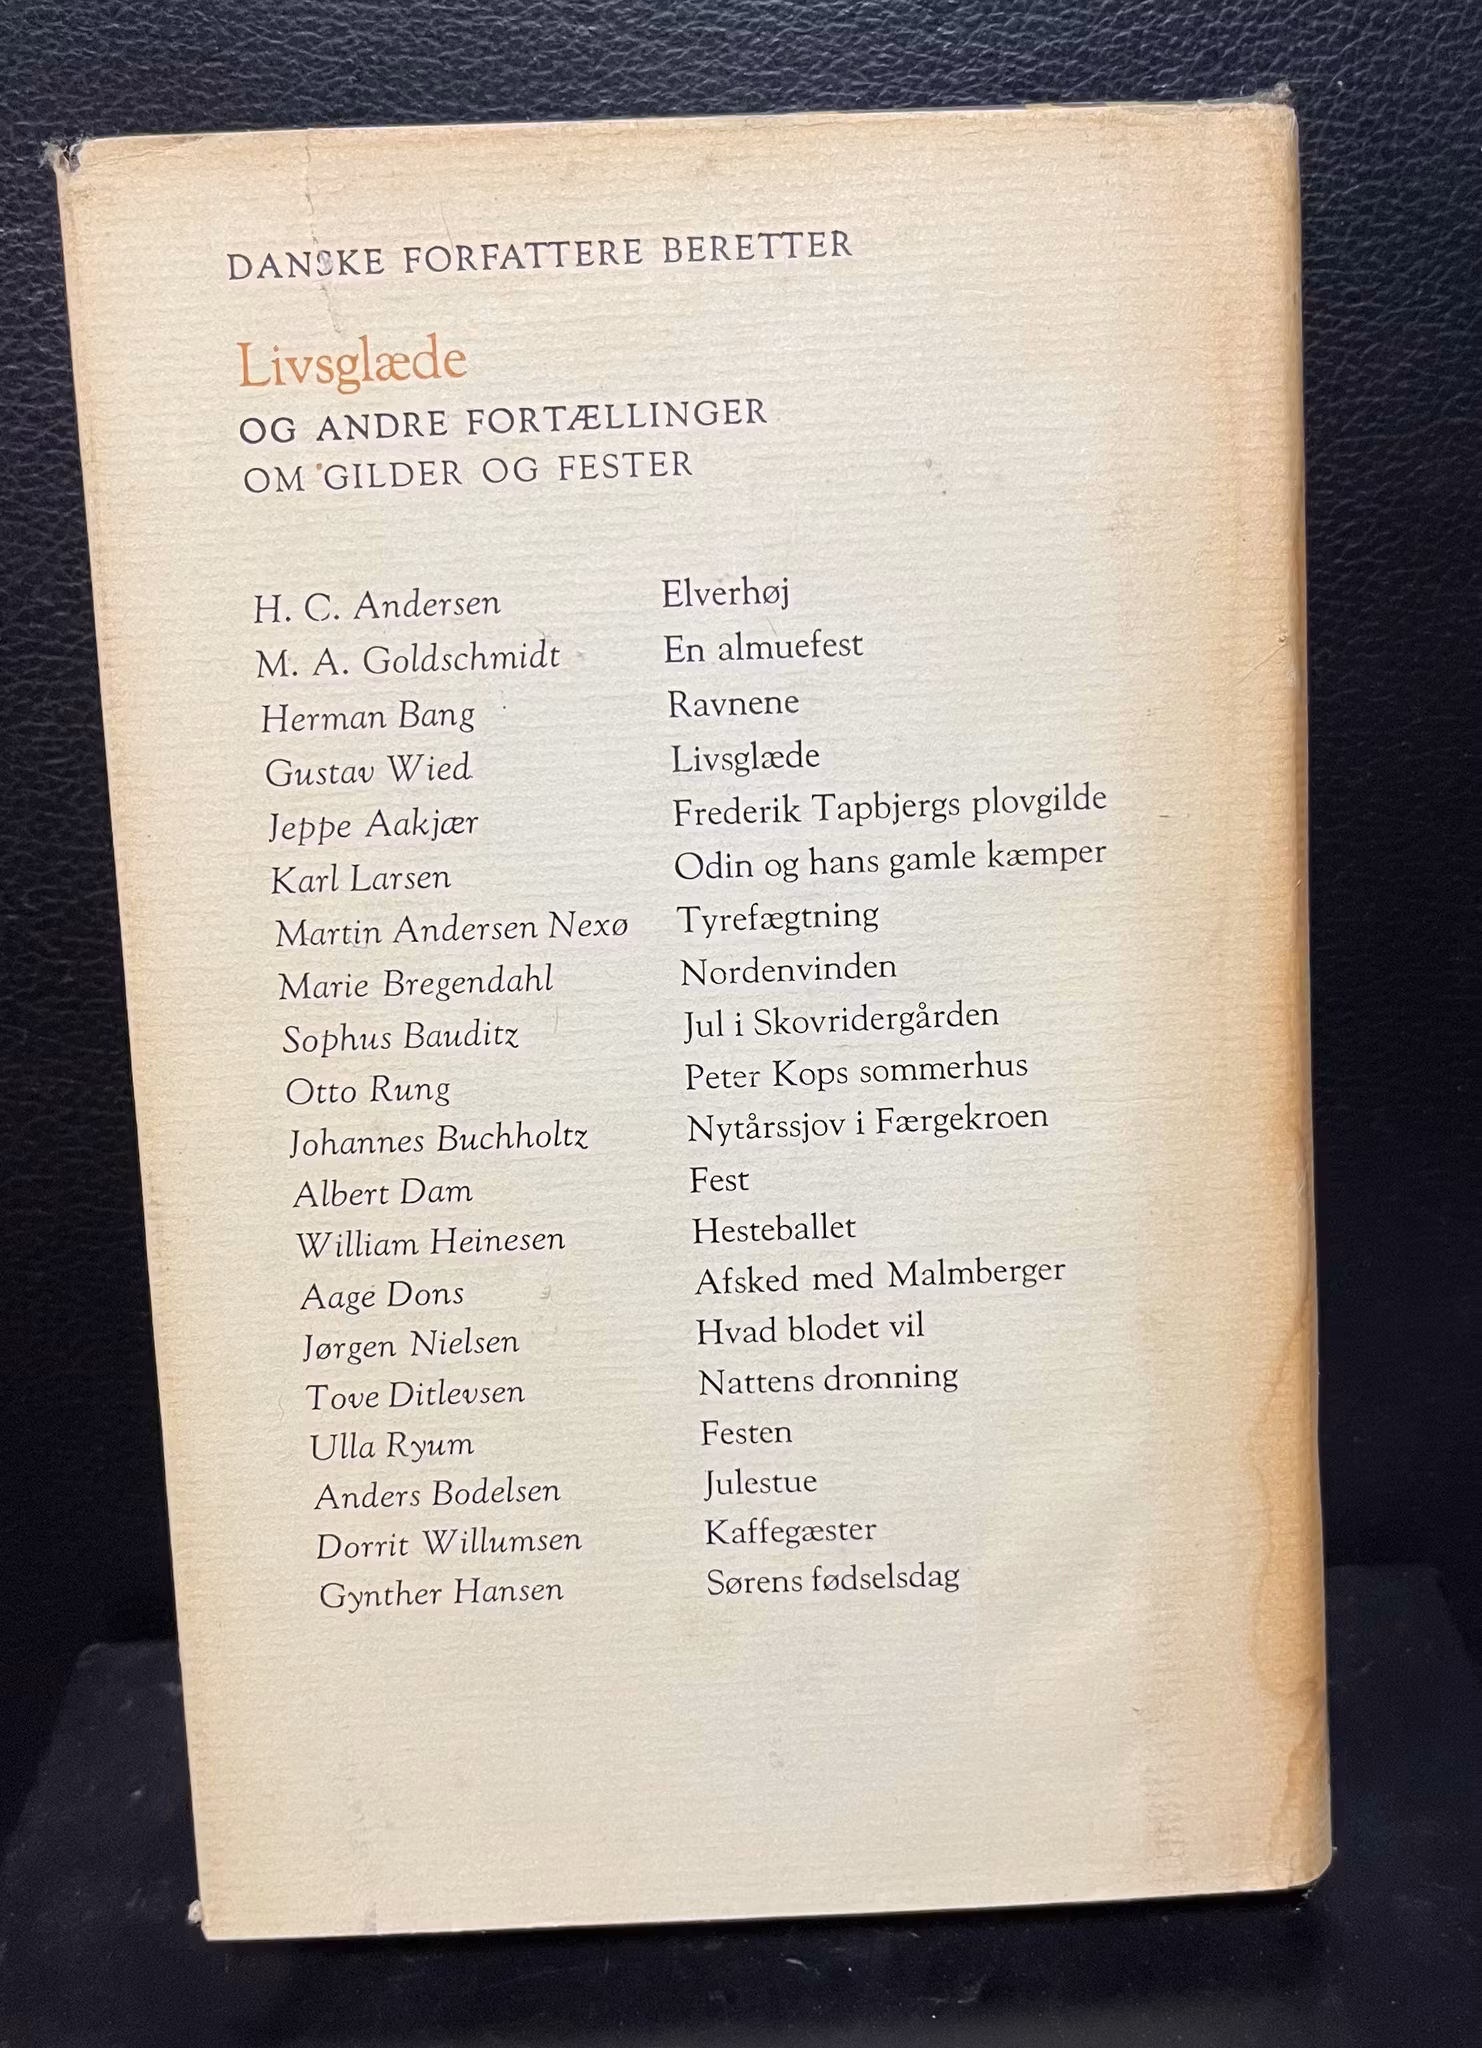 DANSKE FORFATTERE BERETTER
Livsglæde
OG ANDRE FORTÆLLINGER
OM GILDER OG FESTER
H. C. Andersen Elverhøj
M. A. Goldschmidt En almuefest
Herman Bang Ravnene
Gustav Wied Livsglæde
Jeppe Aakjær Frederik Tapbjergs plovgilde
Karl Larsen Odin og hans gamle kæmper
Martin Andersen Nexø Tyrefægtning
Marie Bregendahl Nordenvinden
Sophus Bauditz Jul i Skovridergården
Otto Rung Peter Kops sommerhus
Johannes Buchholtz Nytårssjov i Færgekroen
Albert Dam Fest
William Heinesen Hesteballet
Aage Dons Afsked med Malmberger
Jørgen Nielsen Hvad blodet vil
Tove Ditlevsen Nattens dronning
Ulla Ryum Festen
Anders Bodelsen Julestue
Dorrit Willumsen Kaffegæster
Gynther Hansen Sørens fødselsdag